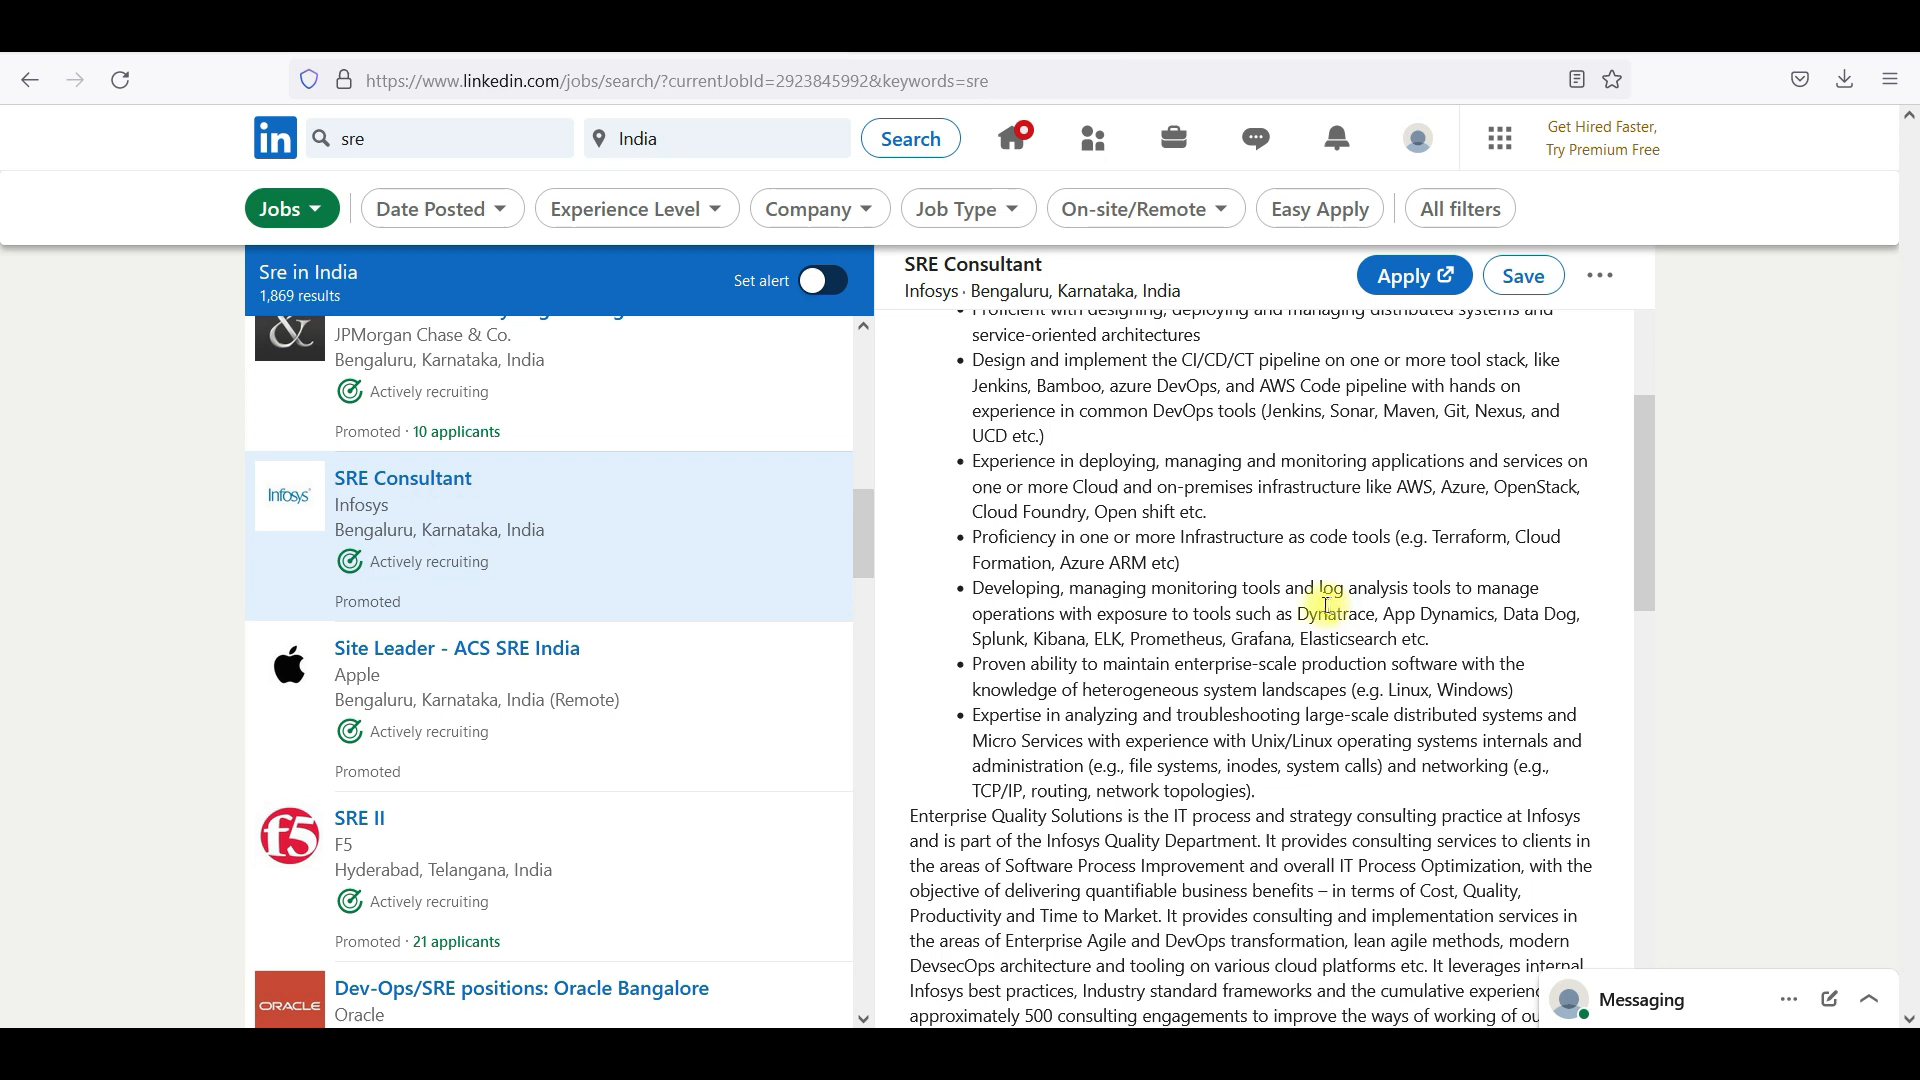 https://www.linkedin.com/jobs/search/?currentJobId=2923845992&keywords=sre
in
sre
India
Search
Get Hired Faster,
Try Premium Free
Jobs
Date Posted
Experience Level
Company
Job Type
On-site/Remote
Easy Apply
All filters
Sre in India
1,869 results
Set alert
JPMorgan Chase & Co.
Bengaluru, Karnataka, India
Actively recruiting
Promoted · 10 applicants
Infosys
SRE Consultant
Infosys
Bengaluru, Karnataka, India
Actively recruiting
Promoted
Site Leader - ACS SRE India
Apple
Bengaluru, Karnataka, India (Remote)
Actively recruiting
Promoted
f5
SRE II
F5
Hyderabad, Telangana, India
Actively recruiting
Promoted · 21 applicants
ORACLE
Dev-Ops/SRE positions: Oracle Bangalore
Oracle
SRE Consultant
Infosys · Bengaluru, Karnataka, India
Apply
Save
• Proficient with designing, deploying and managing distributed systems and
service-oriented architectures
• Design and implement the CI/CD/CT pipeline on one or more tool stack, like
Jenkins, Bamboo, azure DevOps, and AWS Code pipeline with hands on
experience in common DevOps tools (Jenkins, Sonar, Maven, Git, Nexus, and
UCD etc.)
• Experience in deploying, managing and monitoring applications and services on
one or more Cloud and on-premises infrastructure like AWS, Azure, OpenStack,
Cloud Foundry, Open shift etc.
• Proficiency in one or more Infrastructure as code tools (e.g. Terraform, Cloud
Formation, Azure ARM etc)
• Developing, managing monitoring tools and log analysis tools to manage
operations with exposure to tools such as Dynatrace, App Dynamics, Data Dog,
Splunk, Kibana, ELK, Prometheus, Grafana, Elasticsearch etc.
• Proven ability to maintain enterprise-scale production software with the
knowledge of heterogeneous system landscapes (e.g. Linux, Windows)
• Expertise in analyzing and troubleshooting large-scale distributed systems and
Micro Services with experience with Unix/Linux operating systems internals and
administration (e.g., file systems, inodes, system calls) and networking (e.g.,
TCP/IP, routing, network topologies).
Enterprise Quality Solutions is the IT process and strategy consulting practice at Infosys
and is part of the Infosys Quality Department. It provides consulting services to clients in
the areas of Software Process Improvement and overall IT Process Optimization, with the
objective of delivering quantifiable business benefits – in terms of Cost, Quality,
Productivity and Time to Market. It provides consulting and implementation services in
the areas of Enterprise Agile and DevOps transformation, lean agile methods, modern
DevsecOps architecture and tooling on various cloud platforms etc. It leverages internal
Infosys best practices, Industry standard frameworks and the cumulative
approximately 500 consulting engagements to improve the ways of working of
Messaging